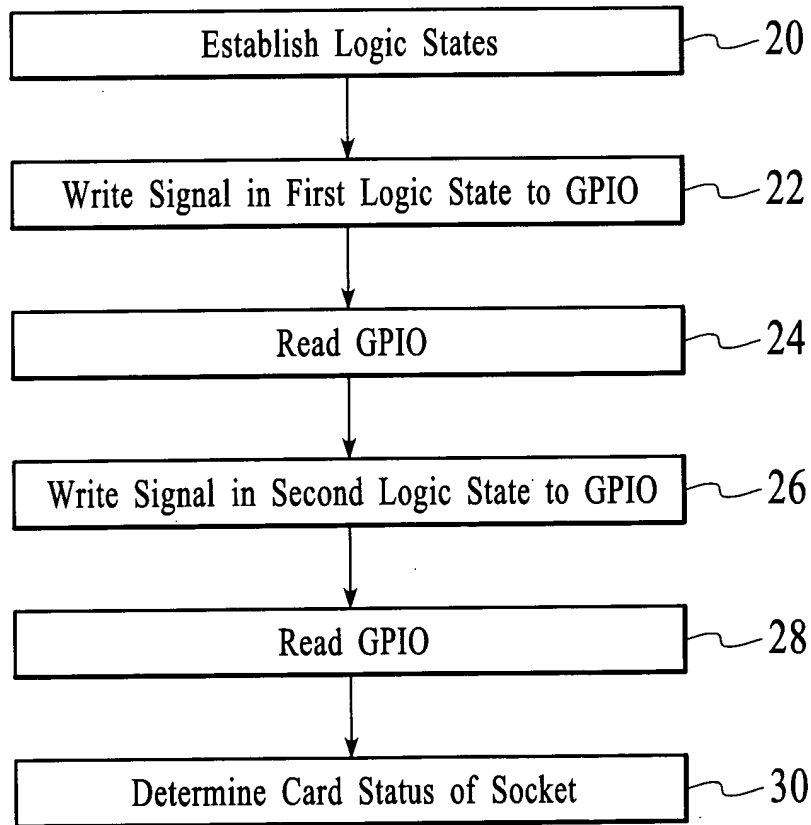 Establish Logic States 20
Write Signal in First Logic State to GPIO 22
Read GPIO 24
Write Signal in Second Logic State to GPIO 26
Read GPIO 28
Determine Card Status of Socket 30